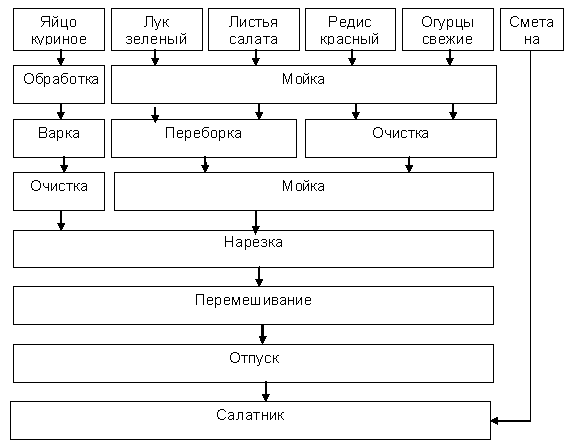 Яйцо
куриное
Лук
зеленый
Листья
салата
Редис
красный
Огурцы
свежие
Смета
на
Обработка
Мойка
Варка
Переборка
Очистка
Очистка
Мойка
Нарезка
Перемешивание
Отпуск
Салатник